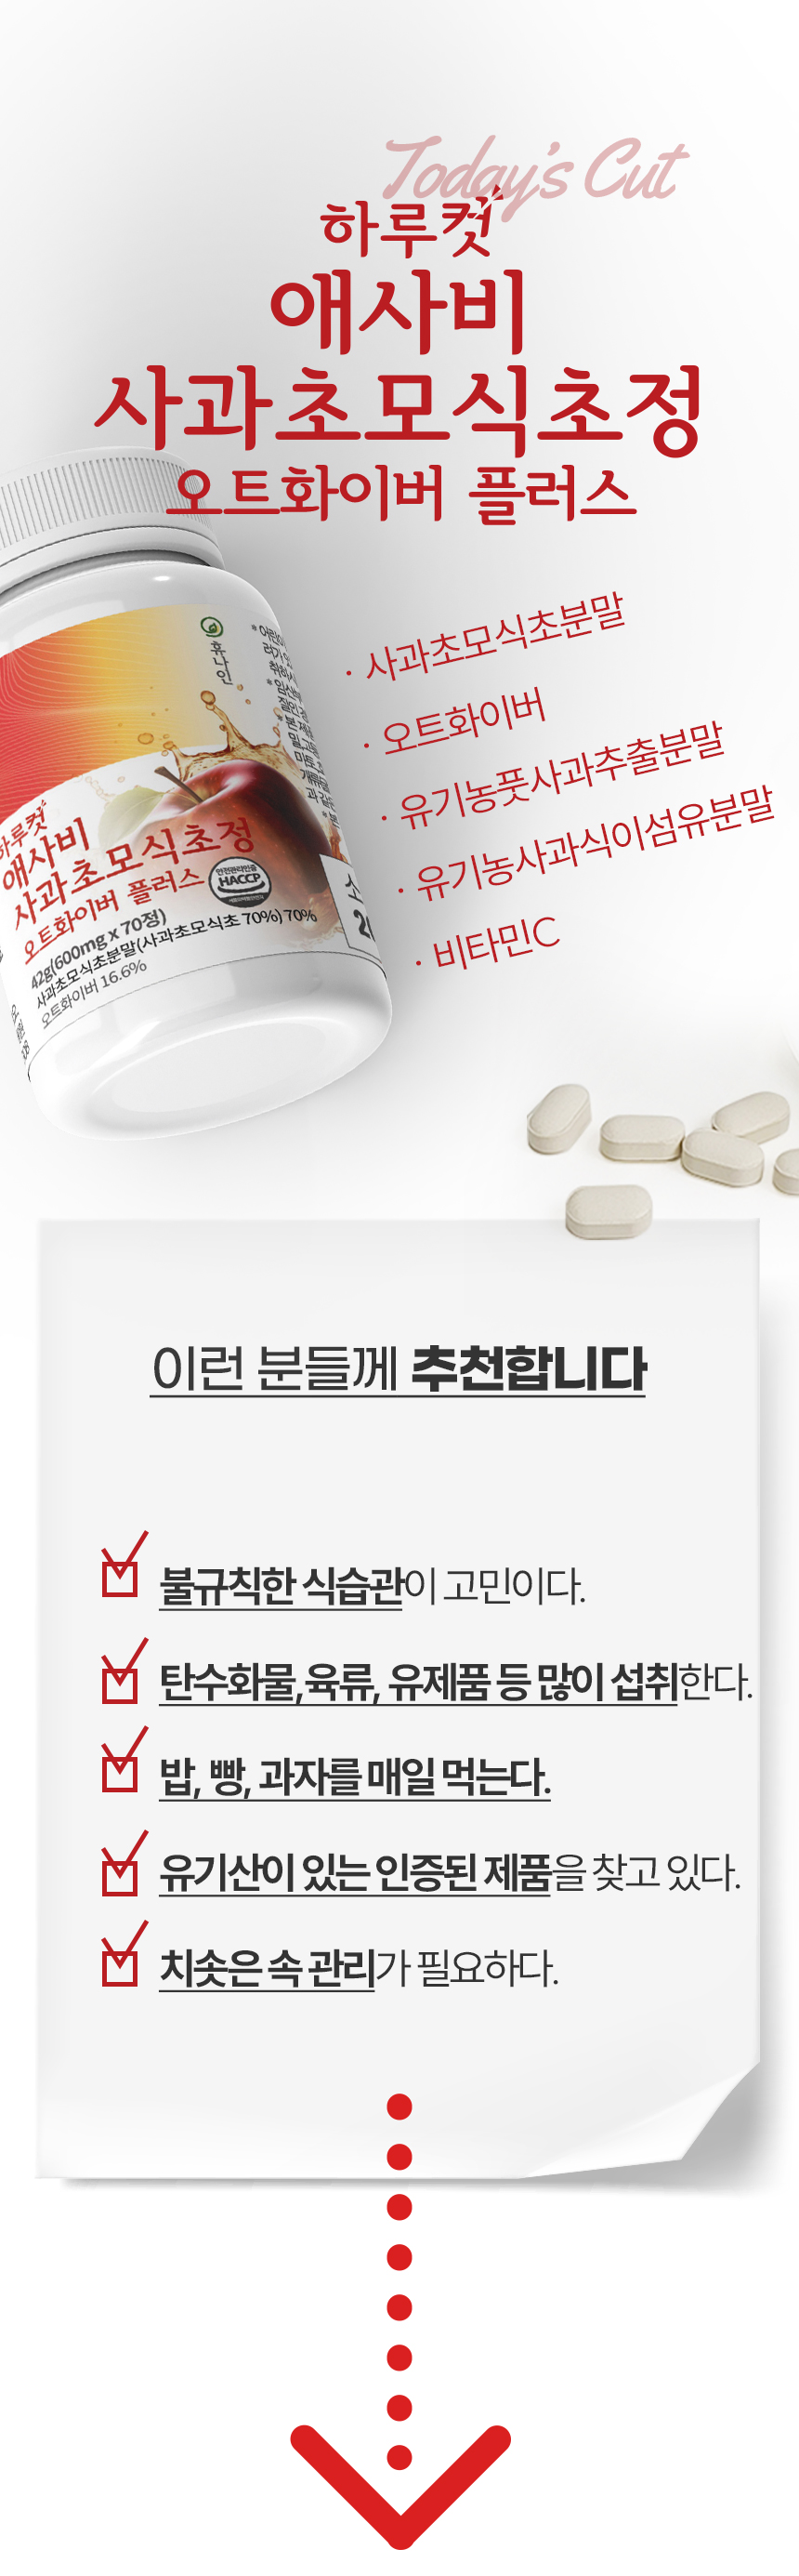 Today's Cut
하루컷
애사비
사과초모식초정
오트화이버 플러스
· 사과초모식초분말
· 오트화이버
· 유기농풋사과추출분말
· 유기농사과식이섬유분말
· 비타민C
휴나인
하루컷
애사비
사과초모식초정
오트화이버 플러스
HACCP
42g(600mg x 70정)
사과초모식초분말(사과초모식초 70%) 70%
오트화이버 16.6%
이런 분들께 추천합니다
불규칙한 식습관이 고민이다.
탄수화물,육류, 유제품 등 많이 섭취한다.
밥, 빵, 과자를 매일 먹는다.
유기산이 있는 인증된 제품을 찾고 있다.
치솟은 속 관리가 필요하다.